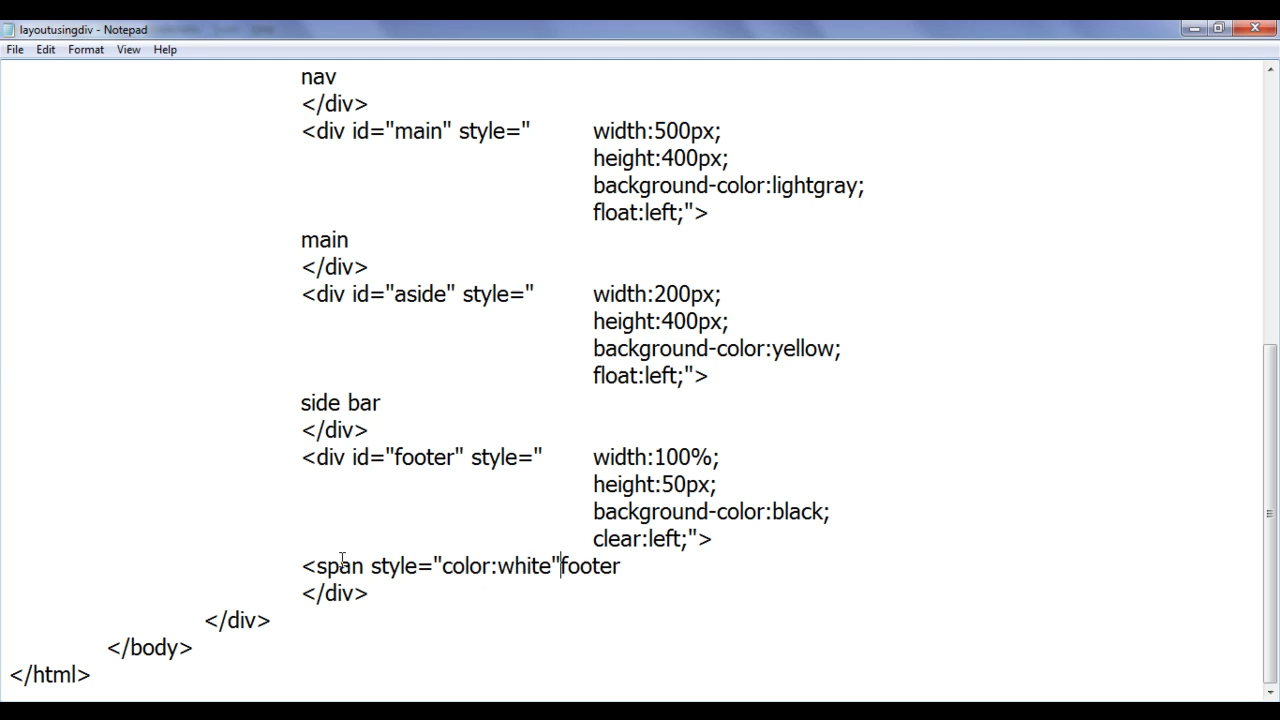 layoutusingdiv - Notepad
File Edit Format View Help
nav
</div>
<div id="main" style=" width:500px;
height:400px;
background-color:lightgray;
float:left;">
main
</div>
<div id="aside" style=" width:200px;
height:400px;
background-color:yellow;
float:left;">
side bar
</div>
<div id="footer" style=" width:100%;
height:50px;
background-color:black;
clear:left;">
<span style="color:white"footer
</div>
</div>
</body>
</html>